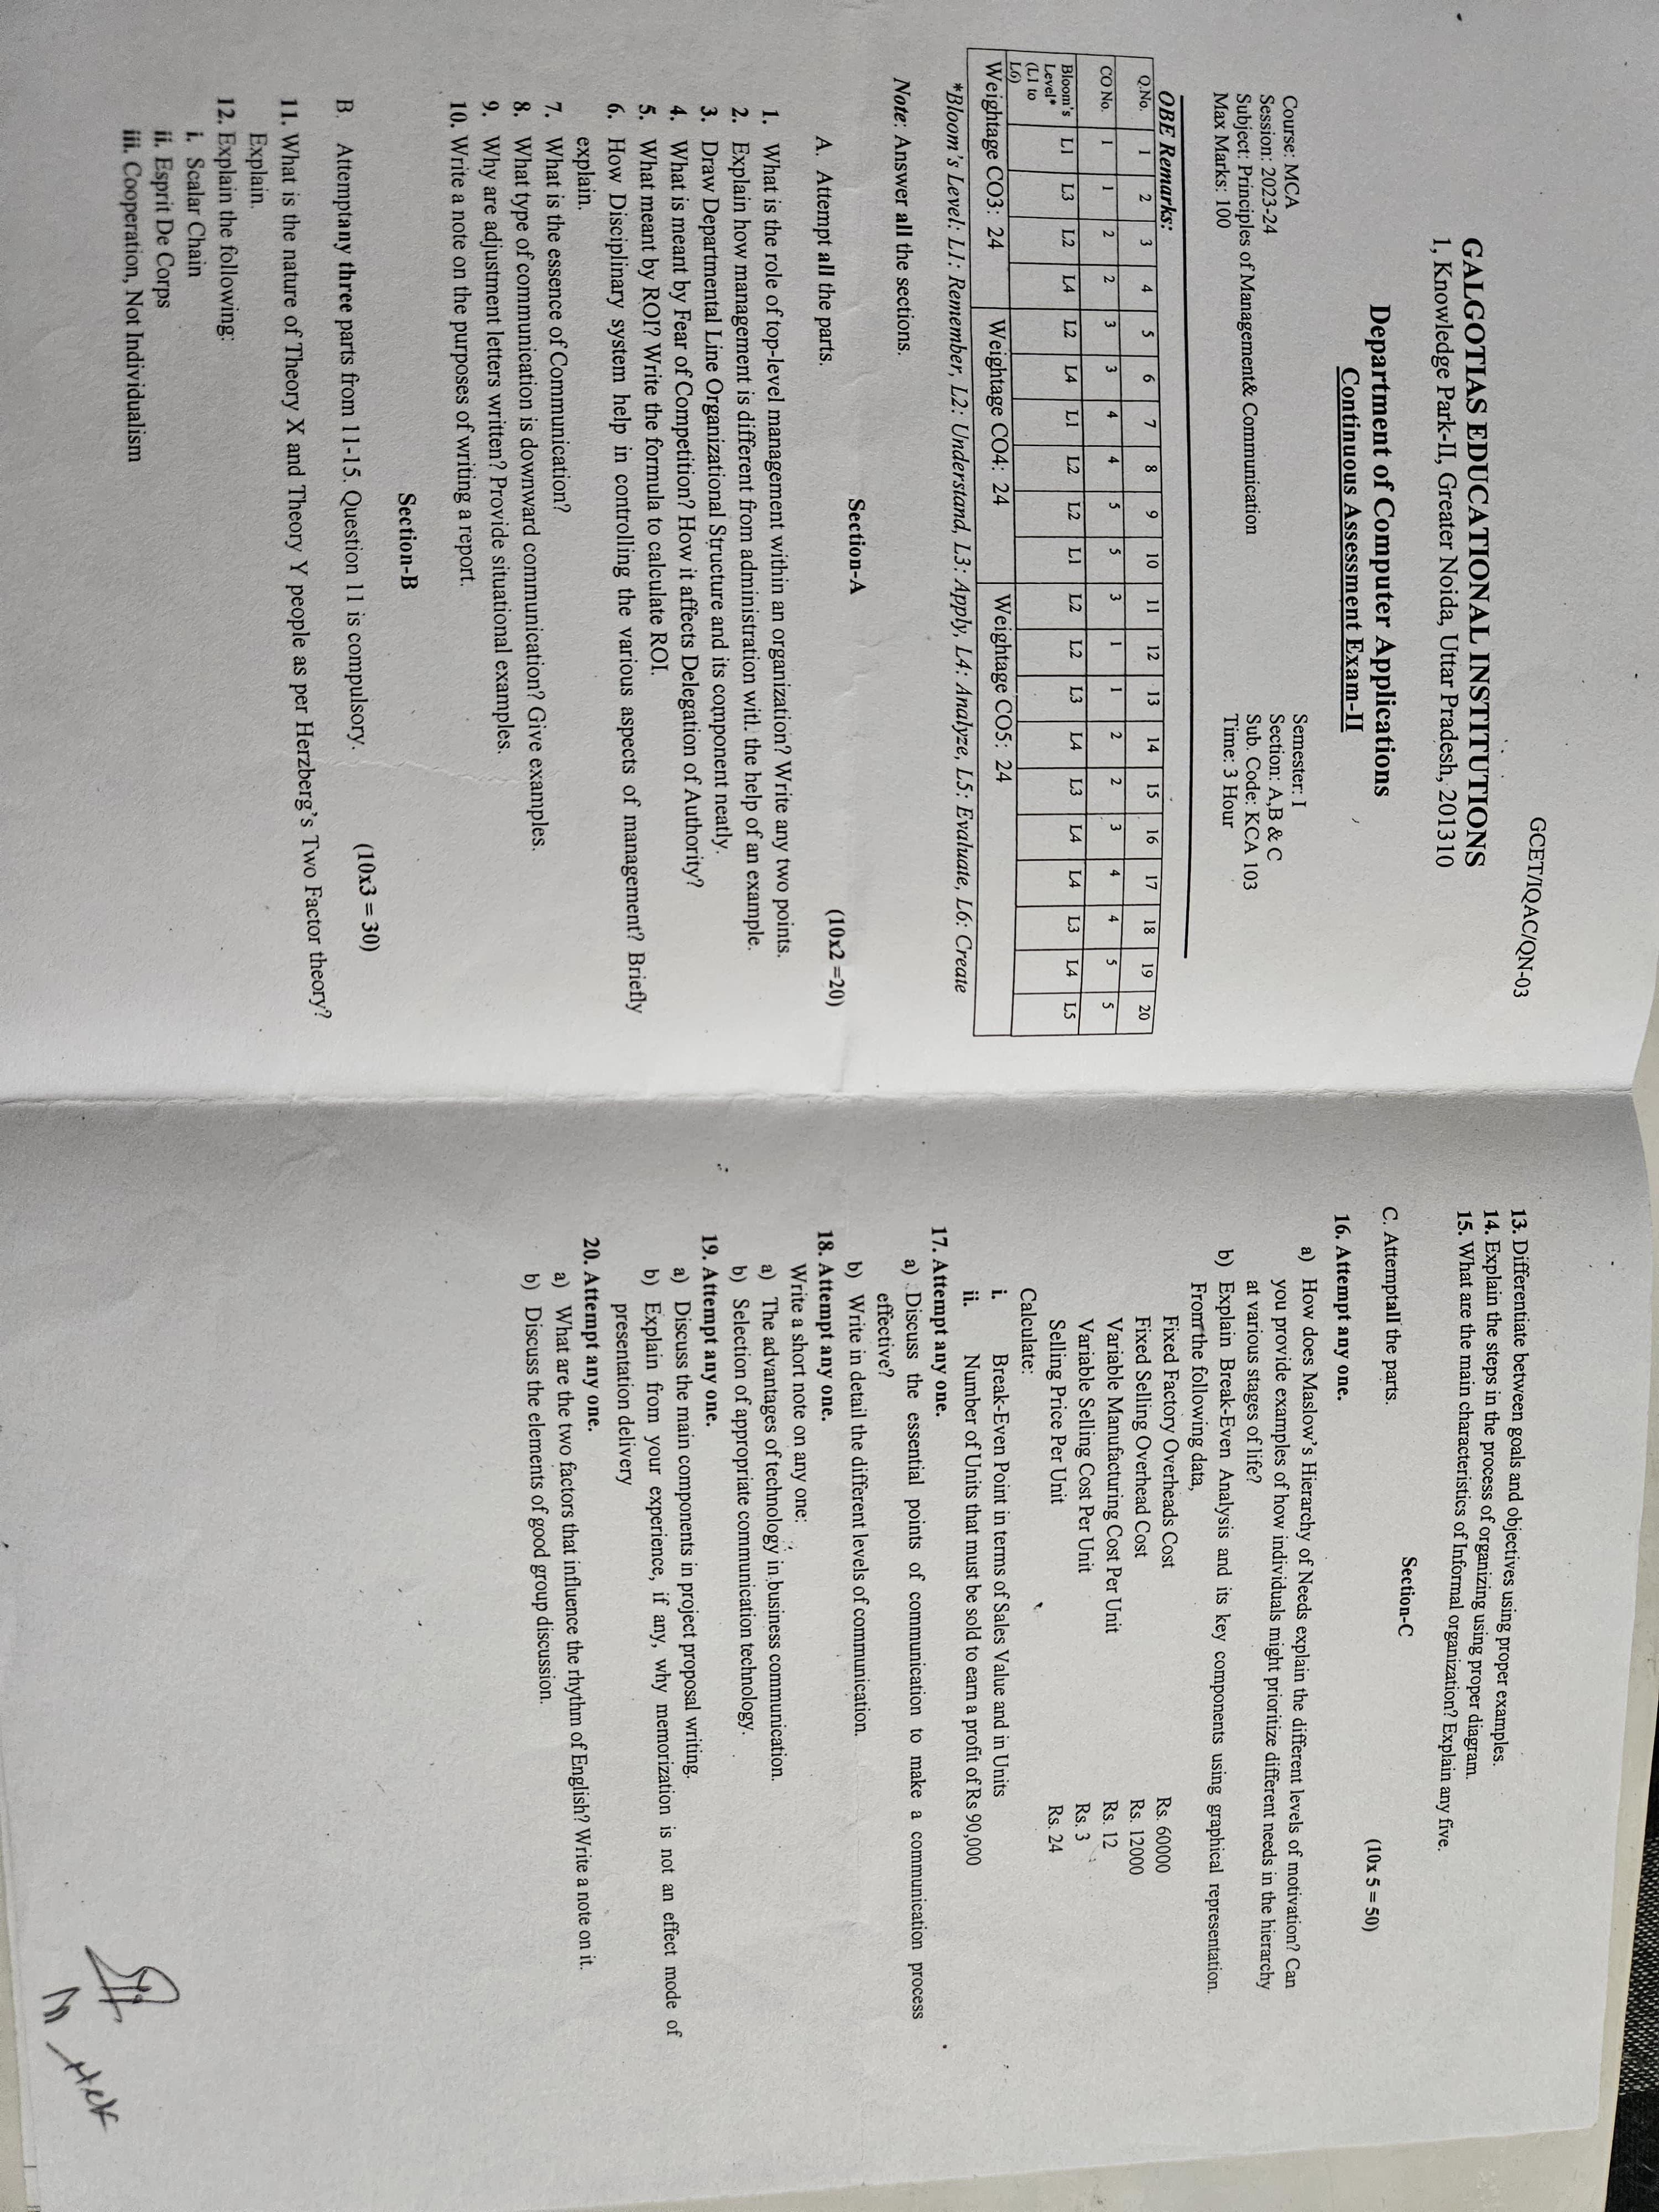 GCET/IQAC/QN-03
GALGOTIAS EDUCATIONAL INSTITUTIONS
1, Knowledge Park-II, Greater Noida, Uttar Pradesh, 201310
Department of Computer Applications
Continuous Assessment Exam-II
Course: MCA Semester: I
Session: 2023-24 Section: A,B & C
Subject: Principles of Management& Communication Sub. Code: KCA 103
Max Marks: 100 Time: 3 Hour
OBE Remarks:
Q.No. 1 2 3 4 5 6 7 8 9 10 11 12 13 14 15 16 17 18 19 20
CO No. 1 1 2 2 3 3 4 4 5 5 3 1 1 2 2 3 4 4 5 5
Bloom's Level* (L1 to L6) L1 L3 L2 L4 L2 L4 L1 L2 L2 L1 L2 L2 L3 L4 L3 L4 L4 L3 L4 L5
Weightage CO3: 24 Weightage CO4: 24 Weightage CO5: 24
*Bloom's Level: L1: Remember, L2: Understand, L3: Apply, L4: Analyze, L5: Evaluate, L6: Create
Note: Answer all the sections.
Section-A
A. Attempt all the parts. (10x2 =20)
1. What is the role of top-level management within an organization? Write any two points.
2. Explain how management is different from administration with the help of an example.
3. Draw Departmental Line Organizational Structure and its component neatly.
4. What is meant by Fear of Competition? How it affects Delegation of Authority?
5. What meant by ROI? Write the formula to calculate ROI.
6. How Disciplinary system help in controlling the various aspects of management? Briefly
explain.
7. What is the essence of Communication?
8. What type of communication is downward communication? Give examples.
9. Why are adjustment letters written? Provide situational examples.
10. Write a note on the purposes of writing a report.
Section-B
B. Attemptany three parts from 11-15. Question 11 is compulsory. (10x3 = 30)
11. What is the nature of Theory X and Theory Y people as per Herzberg's Two Factor theory?
Explain.
12. Explain the following:
i. Scalar Chain
ii. Esprit De Corps
iii. Cooperation, Not Individualism
13. Differentiate between goals and objectives using proper examples.
14. Explain the steps in the process of organizing using proper diagram.
15. What are the main characteristics of Informal organization? Explain any five.
Section-C
C. Attemptall the parts. (10x 5 = 50)
16. Attempt any one.
a) How does Maslow's Hierarchy of Needs explain the different levels of motivation? Can
you provide examples of how individuals might prioritize different needs in the hierarchy
at various stages of life?
b) Explain Break-Even Analysis and its key components using graphical representation.
From the following data,
Fixed Factory Overheads Cost Rs. 60000
Fixed Selling Overhead Cost Rs. 12000
Variable Manufacturing Cost Per Unit Rs. 12
Variable Selling Cost Per Unit Rs. 3
Selling Price Per Unit Rs. 24
Calculate:
i. Break-Even Point in terms of Sales Value and in Units
ii. Number of Units that must be sold to earn a profit of Rs 90,000
17. Attempt any one.
a) Discuss the essential points of communication to make a communication process
effective?
b) Write in detail the different levels of communication.
18. Attempt any one.
Write a short note on any one:
a) The advantages of technology in business communication.
b) Selection of appropriate communication technology.
19. Attempt any one.
a) Discuss the main components in project proposal writing.
b) Explain from your experience, if any, why memorization is not an effect mode of
presentation delivery
20. Attempt any one.
a) What are the two factors that influence the rhythm of English? Write a note on it.
b) Discuss the elements of good group discussion.